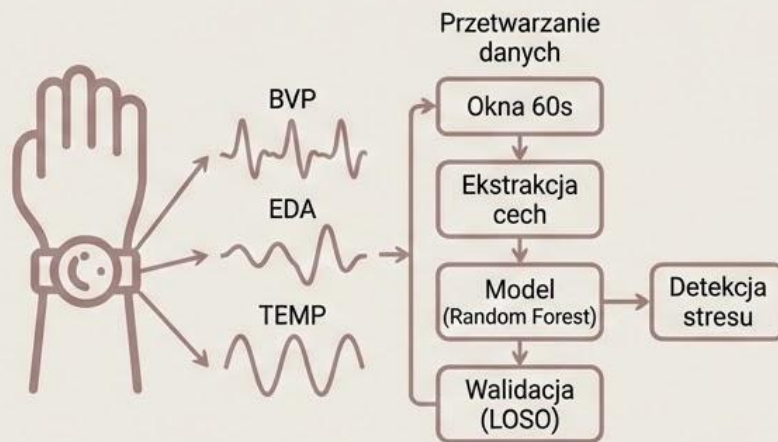 Przetwarzanie
danych
BVP
EDA
TEMP
Okna 60s
Ekstrakcja
cech
Model
(Random Forest)
Walidacja
(LOSO)
Detekcja
stresu